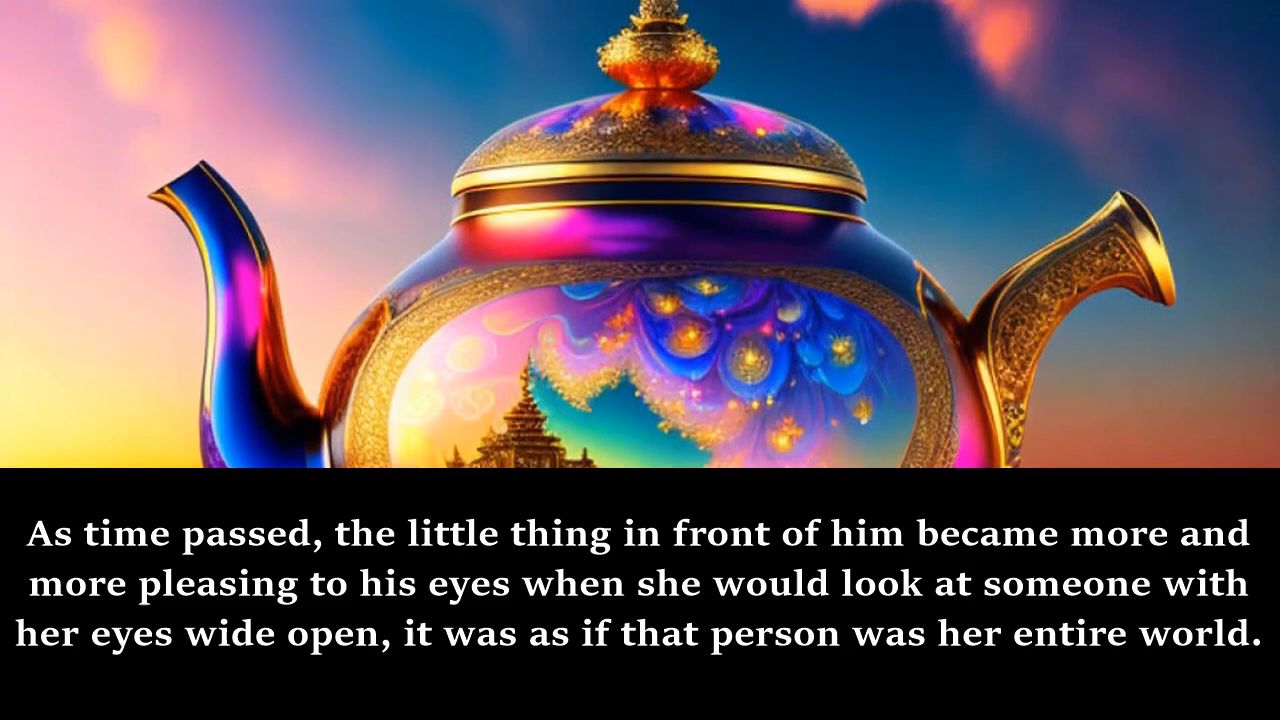 As time passed, the little thing in front of him became more and
more pleasing to his eyes when she would look at someone with
her eyes wide open, it was as if that person was her entire world.